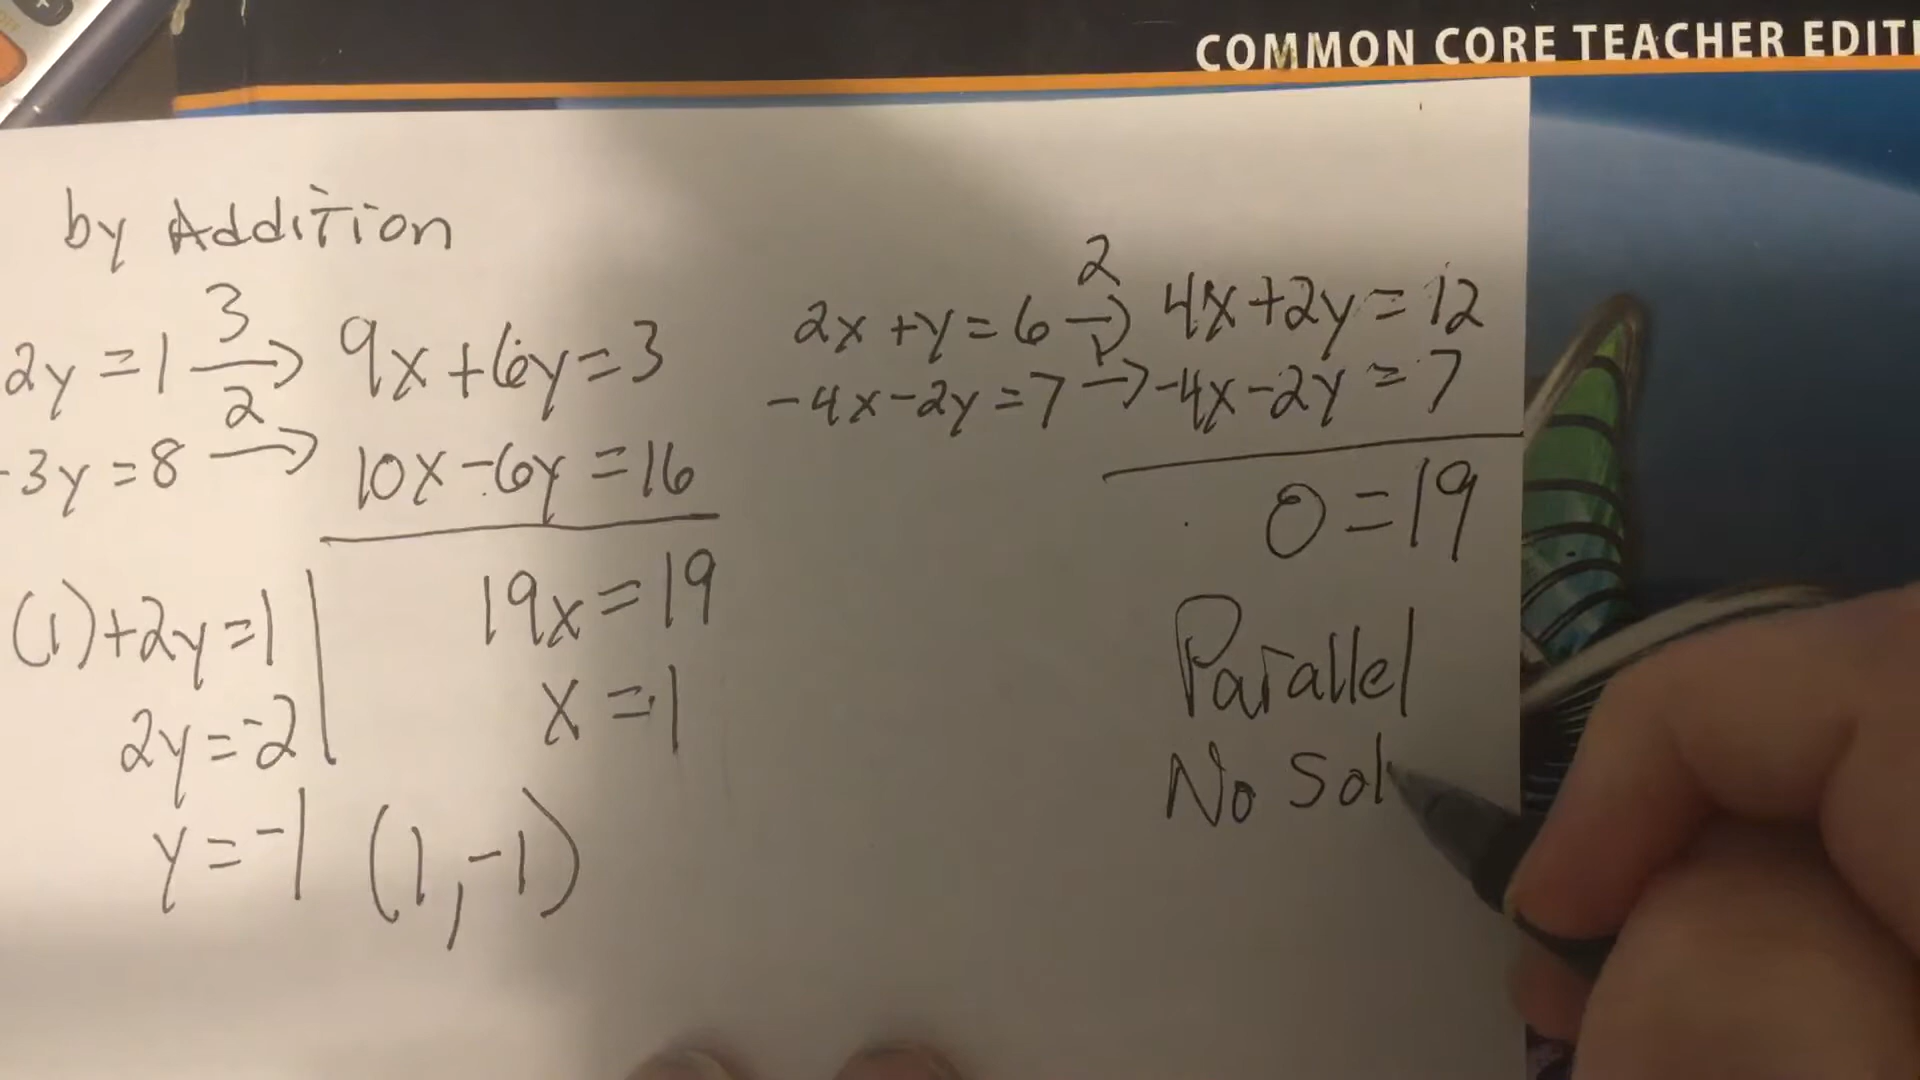 COMMON CORE TEACHER EDITI
by Addition
2y = 1 3→ 9x + 6y = 3
-3y = 8 2→ 10x - 6y = 16
19x = 19
x = 1
(1) + 2y = 1
2y = -2
y = -1 (1, -1)
2x + y = 6 2→ 4x + 2y = 12
-4x - 2y = 7 1→ -4x - 2y = 7
0 = 19
Parallel
No Sol